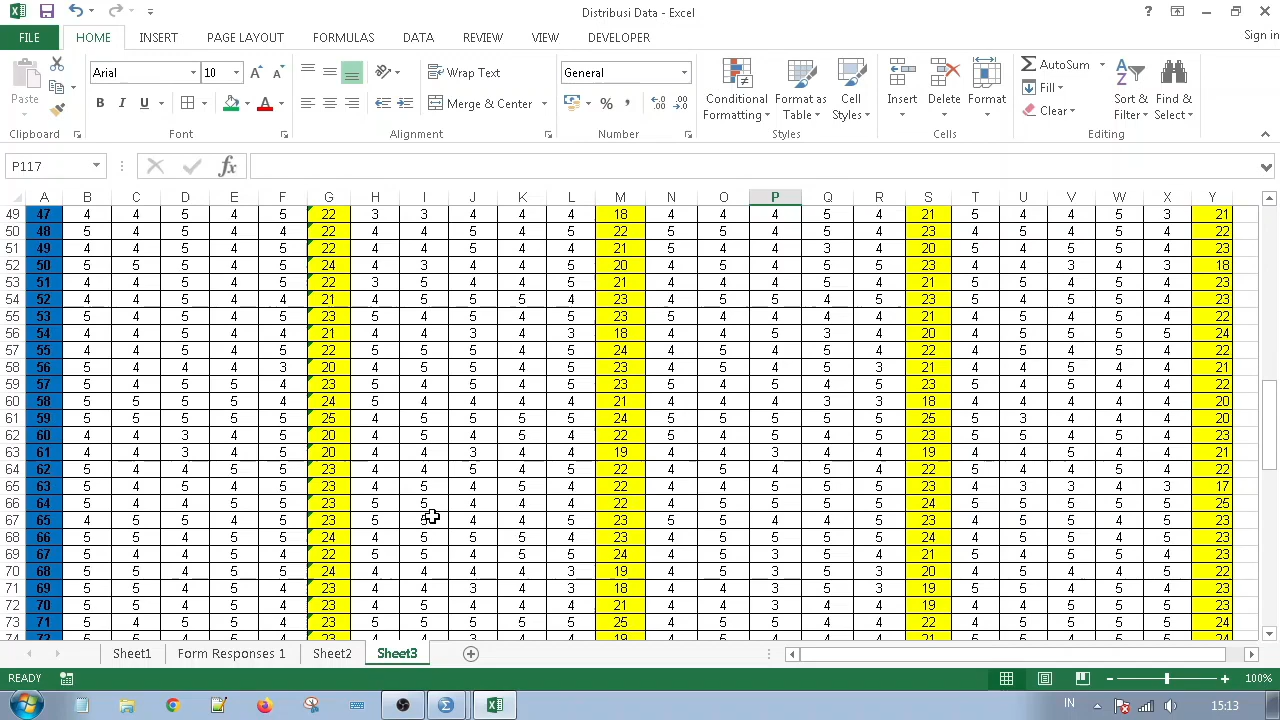 Distribusi Data - Excel
Sign in
FILE HOME INSERT PAGE LAYOUT FORMULAS DATA REVIEW VIEW DEVELOPER
Arial 10 Wrap Text General AutoSum
Paste B I U Merge & Center % Conditional Formatting Format as Table Cell Styles Insert Delete Format Fill Clear Sort & Filter Find & Select
Clipboard Font Alignment Number Styles Cells Editing
P117 fx
A B C D E F G H I J K L M N O P Q R S T U V W X Y
49 47 4 4 5 4 5 22 3 3 4 4 4 18 4 4 4 5 4 21 5 4 4 5 3 21
50 48 5 4 5 4 4 22 4 4 5 4 5 22 5 5 4 5 4 23 4 5 4 5 4 22
51 49 4 4 5 4 5 22 4 4 5 4 4 21 5 4 4 3 4 20 5 4 5 5 4 23
52 50 5 5 5 4 5 24 4 3 4 4 5 20 4 5 4 5 5 23 4 4 3 4 3 18
53 51 5 4 5 4 4 22 3 5 4 4 5 21 4 4 4 5 4 21 5 5 4 5 4 23
54 52 4 4 5 4 4 21 4 5 5 5 4 23 5 5 4 5 4 23 5 4 5 4 5 23
55 53 5 4 5 4 5 23 5 4 5 4 5 23 5 4 4 4 4 21 4 5 4 5 4 22
56 54 4 4 5 4 4 21 4 4 3 4 3 18 4 4 5 3 4 20 4 5 5 5 5 24
57 55 4 4 5 4 5 22 5 5 5 4 5 24 4 5 4 5 4 22 4 5 4 5 4 22
58 56 5 4 4 4 3 20 4 5 5 4 5 23 4 5 4 5 3 21 4 4 5 4 4 21
59 57 5 4 5 5 4 23 5 4 5 4 5 23 5 4 5 4 5 23 5 4 5 4 4 22
60 58 5 5 4 5 5 24 5 4 4 4 4 21 4 4 4 3 3 18 4 4 4 4 4 20
61 59 5 5 5 5 5 25 4 5 5 5 5 24 5 5 5 5 5 25 5 3 4 4 4 20
62 60 4 4 3 4 5 20 4 5 4 5 4 22 5 4 5 4 5 23 5 4 5 4 5 23
63 61 4 4 3 4 5 20 4 4 3 4 4 19 4 4 3 4 4 19 4 5 4 4 4 21
64 62 5 4 4 5 5 23 4 4 4 5 4 22 4 5 4 5 4 22 5 4 5 4 4 22
65 63 5 4 5 4 5 23 4 5 4 5 4 22 4 4 5 5 5 23 4 3 3 4 3 17
66 64 5 4 4 5 5 23 5 5 4 4 4 22 4 5 5 5 5 24 5 5 5 5 5 25
67 65 4 5 5 4 5 23 5 4 4 5 23 5 5 5 4 4 23 4 5 4 5 5 23
68 66 5 5 4 5 5 24 4 5 5 5 4 23 4 5 5 5 5 24 5 4 5 4 5 23
69 67 5 4 4 5 4 22 5 5 4 5 5 24 4 5 3 5 4 21 5 4 5 4 5 23
70 68 5 5 4 5 5 24 4 4 4 4 3 19 4 5 3 5 3 20 4 5 4 5 4 22
71 69 5 5 4 5 4 23 4 4 3 4 3 18 4 4 3 5 3 19 5 5 4 5 4 23
72 70 5 5 4 5 4 23 4 5 4 4 4 21 4 4 3 4 4 19 4 4 5 5 5 23
73 71 5 4 5 4 5 23 5 5 5 5 5 25 4 5 4 5 4 22 4 5 4 5 5 23
Sheet1 Form Responses 1 Sheet2 Sheet3
READY 100%
IN 15:13